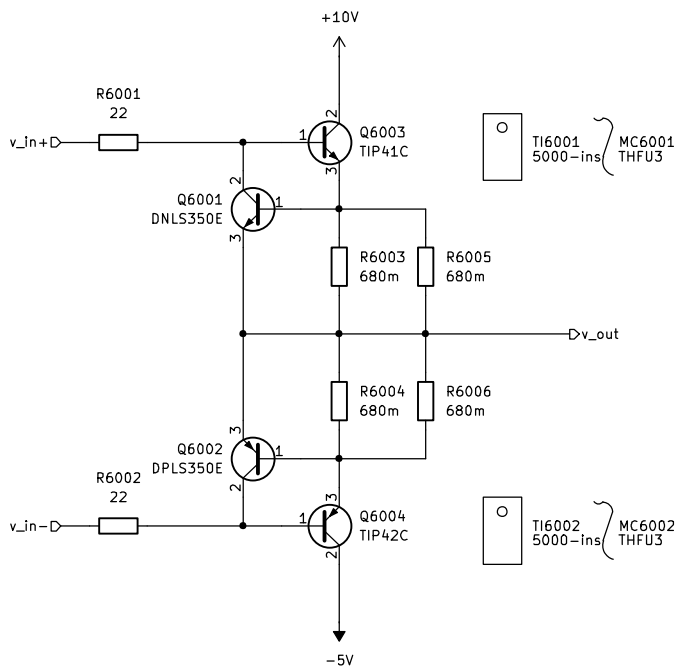 +10V
R6001
22
v_in+
1
2
3
Q6003
TIP41C
TI6001
5000-ins
MC6001
THFU3
2
Q6001
DNLS350E
1
3
R6003
680m
R6005
680m
v_out
R6004
680m
R6006
680m
3
Q6002
DPLS350E
1
2
R6002
22
v_in-
1
3
2
Q6004
TIP42C
TI6002
5000-ins
MC6002
THFU3
-5V